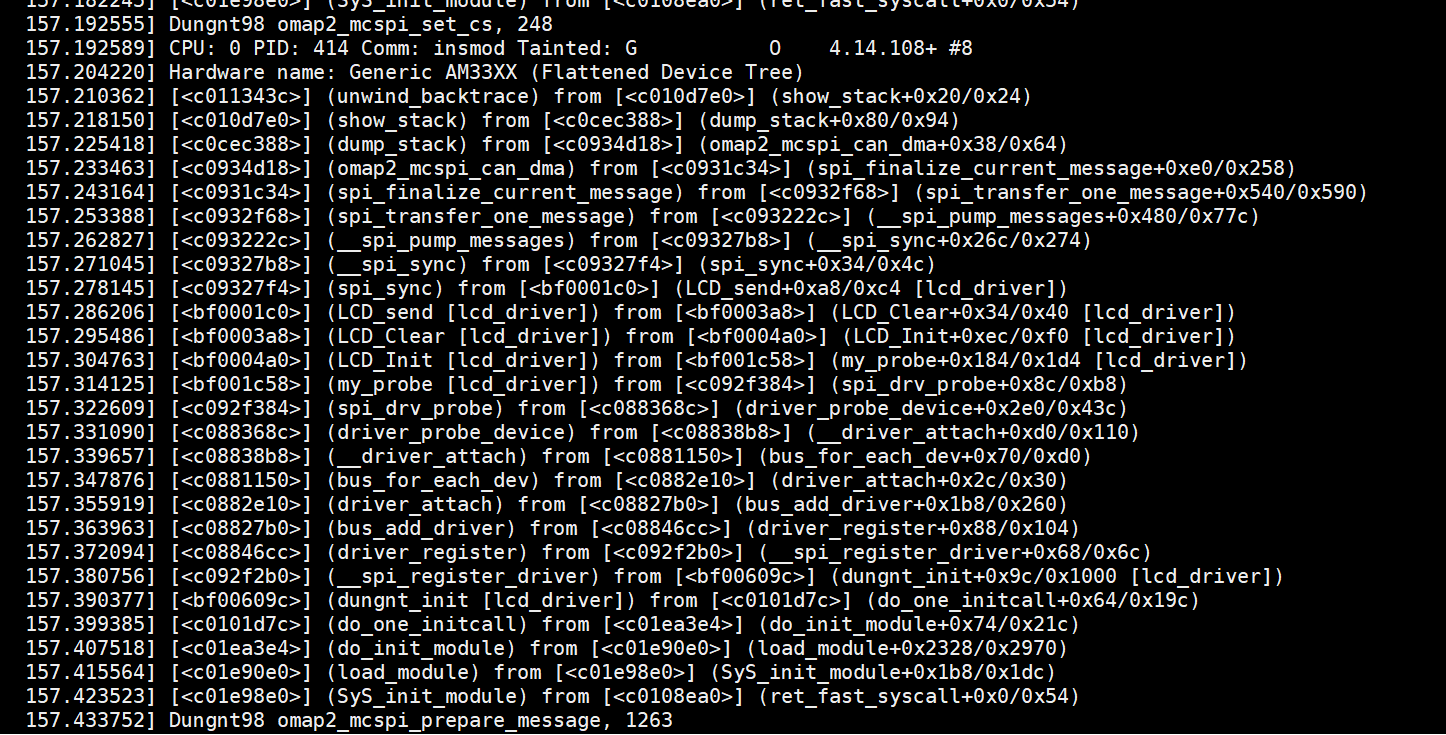 157.182245] [<c01e98e0>] (SyS_init_module) from [<c0108ea0>] (ret_fast_syscall+0x0/0x54)
157.192555] Dungnt98 omap2_mcspi_set_cs, 248
157.192589] CPU: 0 PID: 414 Comm: insmod Tainted: G           O    4.14.108+ #8
157.204220] Hardware name: Generic AM33XX (Flattened Device Tree)
157.210362] [<c011343c>] (unwind_backtrace) from [<c010d7e0>] (show_stack+0x20/0x24)
157.218150] [<c010d7e0>] (show_stack) from [<c0cec388>] (dump_stack+0x80/0x94)
157.225418] [<c0cec388>] (dump_stack) from [<c0934d18>] (omap2_mcspi_can_dma+0x38/0x64)
157.233463] [<c0934d18>] (omap2_mcspi_can_dma) from [<c0931c34>] (spi_finalize_current_message+0xe0/0x258)
157.243164] [<c0931c34>] (spi_finalize_current_message) from [<c0932f68>] (spi_transfer_one_message+0x540/0x590)
157.253388] [<c0932f68>] (spi_transfer_one_message) from [<c093222c>] (__spi_pump_messages+0x480/0x77c)
157.262827] [<c093222c>] (__spi_pump_messages) from [<c09327b8>] (__spi_sync+0x26c/0x274)
157.271045] [<c09327b8>] (__spi_sync) from [<c09327f4>] (spi_sync+0x34/0x4c)
157.278145] [<c09327f4>] (spi_sync) from [<bf0001c0>] (LCD_send+0xa8/0xc4 [lcd_driver])
157.286206] [<bf0001c0>] (LCD_send [lcd_driver]) from [<bf0003a8>] (LCD_Clear+0x34/0x40 [lcd_driver])
157.295486] [<bf0003a8>] (LCD_Clear [lcd_driver]) from [<bf0004a0>] (LCD_Init+0xec/0xf0 [lcd_driver])
157.304763] [<bf0004a0>] (LCD_Init [lcd_driver]) from [<bf001c58>] (my_probe+0x184/0x1d4 [lcd_driver])
157.314125] [<bf001c58>] (my_probe [lcd_driver]) from [<c092f384>] (spi_drv_probe+0x8c/0xb8)
157.322609] [<c092f384>] (spi_drv_probe) from [<c088368c>] (driver_probe_device+0x2e0/0x43c)
157.331090] [<c088368c>] (driver_probe_device) from [<c08838b8>] (__driver_attach+0xd0/0x110)
157.339657] [<c08838b8>] (__driver_attach) from [<c0881150>] (bus_for_each_dev+0x70/0xd0)
157.347876] [<c0881150>] (bus_for_each_dev) from [<c0882e10>] (driver_attach+0x2c/0x30)
157.355919] [<c0882e10>] (driver_attach) from [<c08827b0>] (bus_add_driver+0x1b8/0x260)
157.363963] [<c08827b0>] (bus_add_driver) from [<c08846cc>] (driver_register+0x88/0x104)
157.372094] [<c08846cc>] (driver_register) from [<c092f2b0>] (__spi_register_driver+0x68/0x6c)
157.380756] [<c092f2b0>] (__spi_register_driver) from [<bf00609c>] (dungnt_init+0x9c/0x1000 [lcd_driver])
157.390377] [<bf00609c>] (dungnt_init [lcd_driver]) from [<c0101d7c>] (do_one_initcall+0x64/0x19c)
157.399385] [<c0101d7c>] (do_one_initcall) from [<c01ea3e4>] (do_init_module+0x74/0x21c)
157.407518] [<c01ea3e4>] (do_init_module) from [<c01e90e0>] (load_module+0x2328/0x2970)
157.415564] [<c01e90e0>] (load_module) from [<c01e98e0>] (SyS_init_module+0x1b8/0x1dc)
157.423523] [<c01e98e0>] (SyS_init_module) from [<c0108ea0>] (ret_fast_syscall+0x0/0x54)
157.433752] Dungnt98 omap2_mcspi_prepare_message, 1263